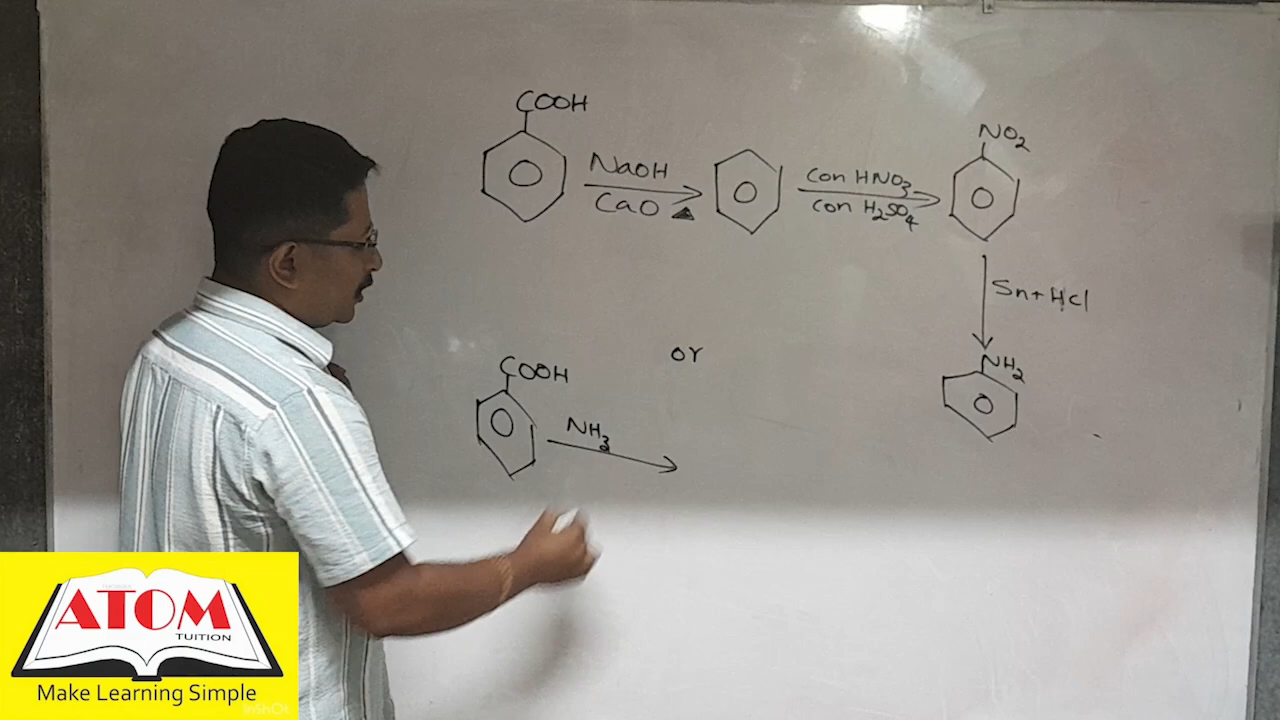 COOH
NaOH
CaO
Con HNO3
Con H2SO4
NO2
Sn+HCl
NH2
or
COOH
NH3
ATOM
TUITION
Make Learning Simple
InShOt